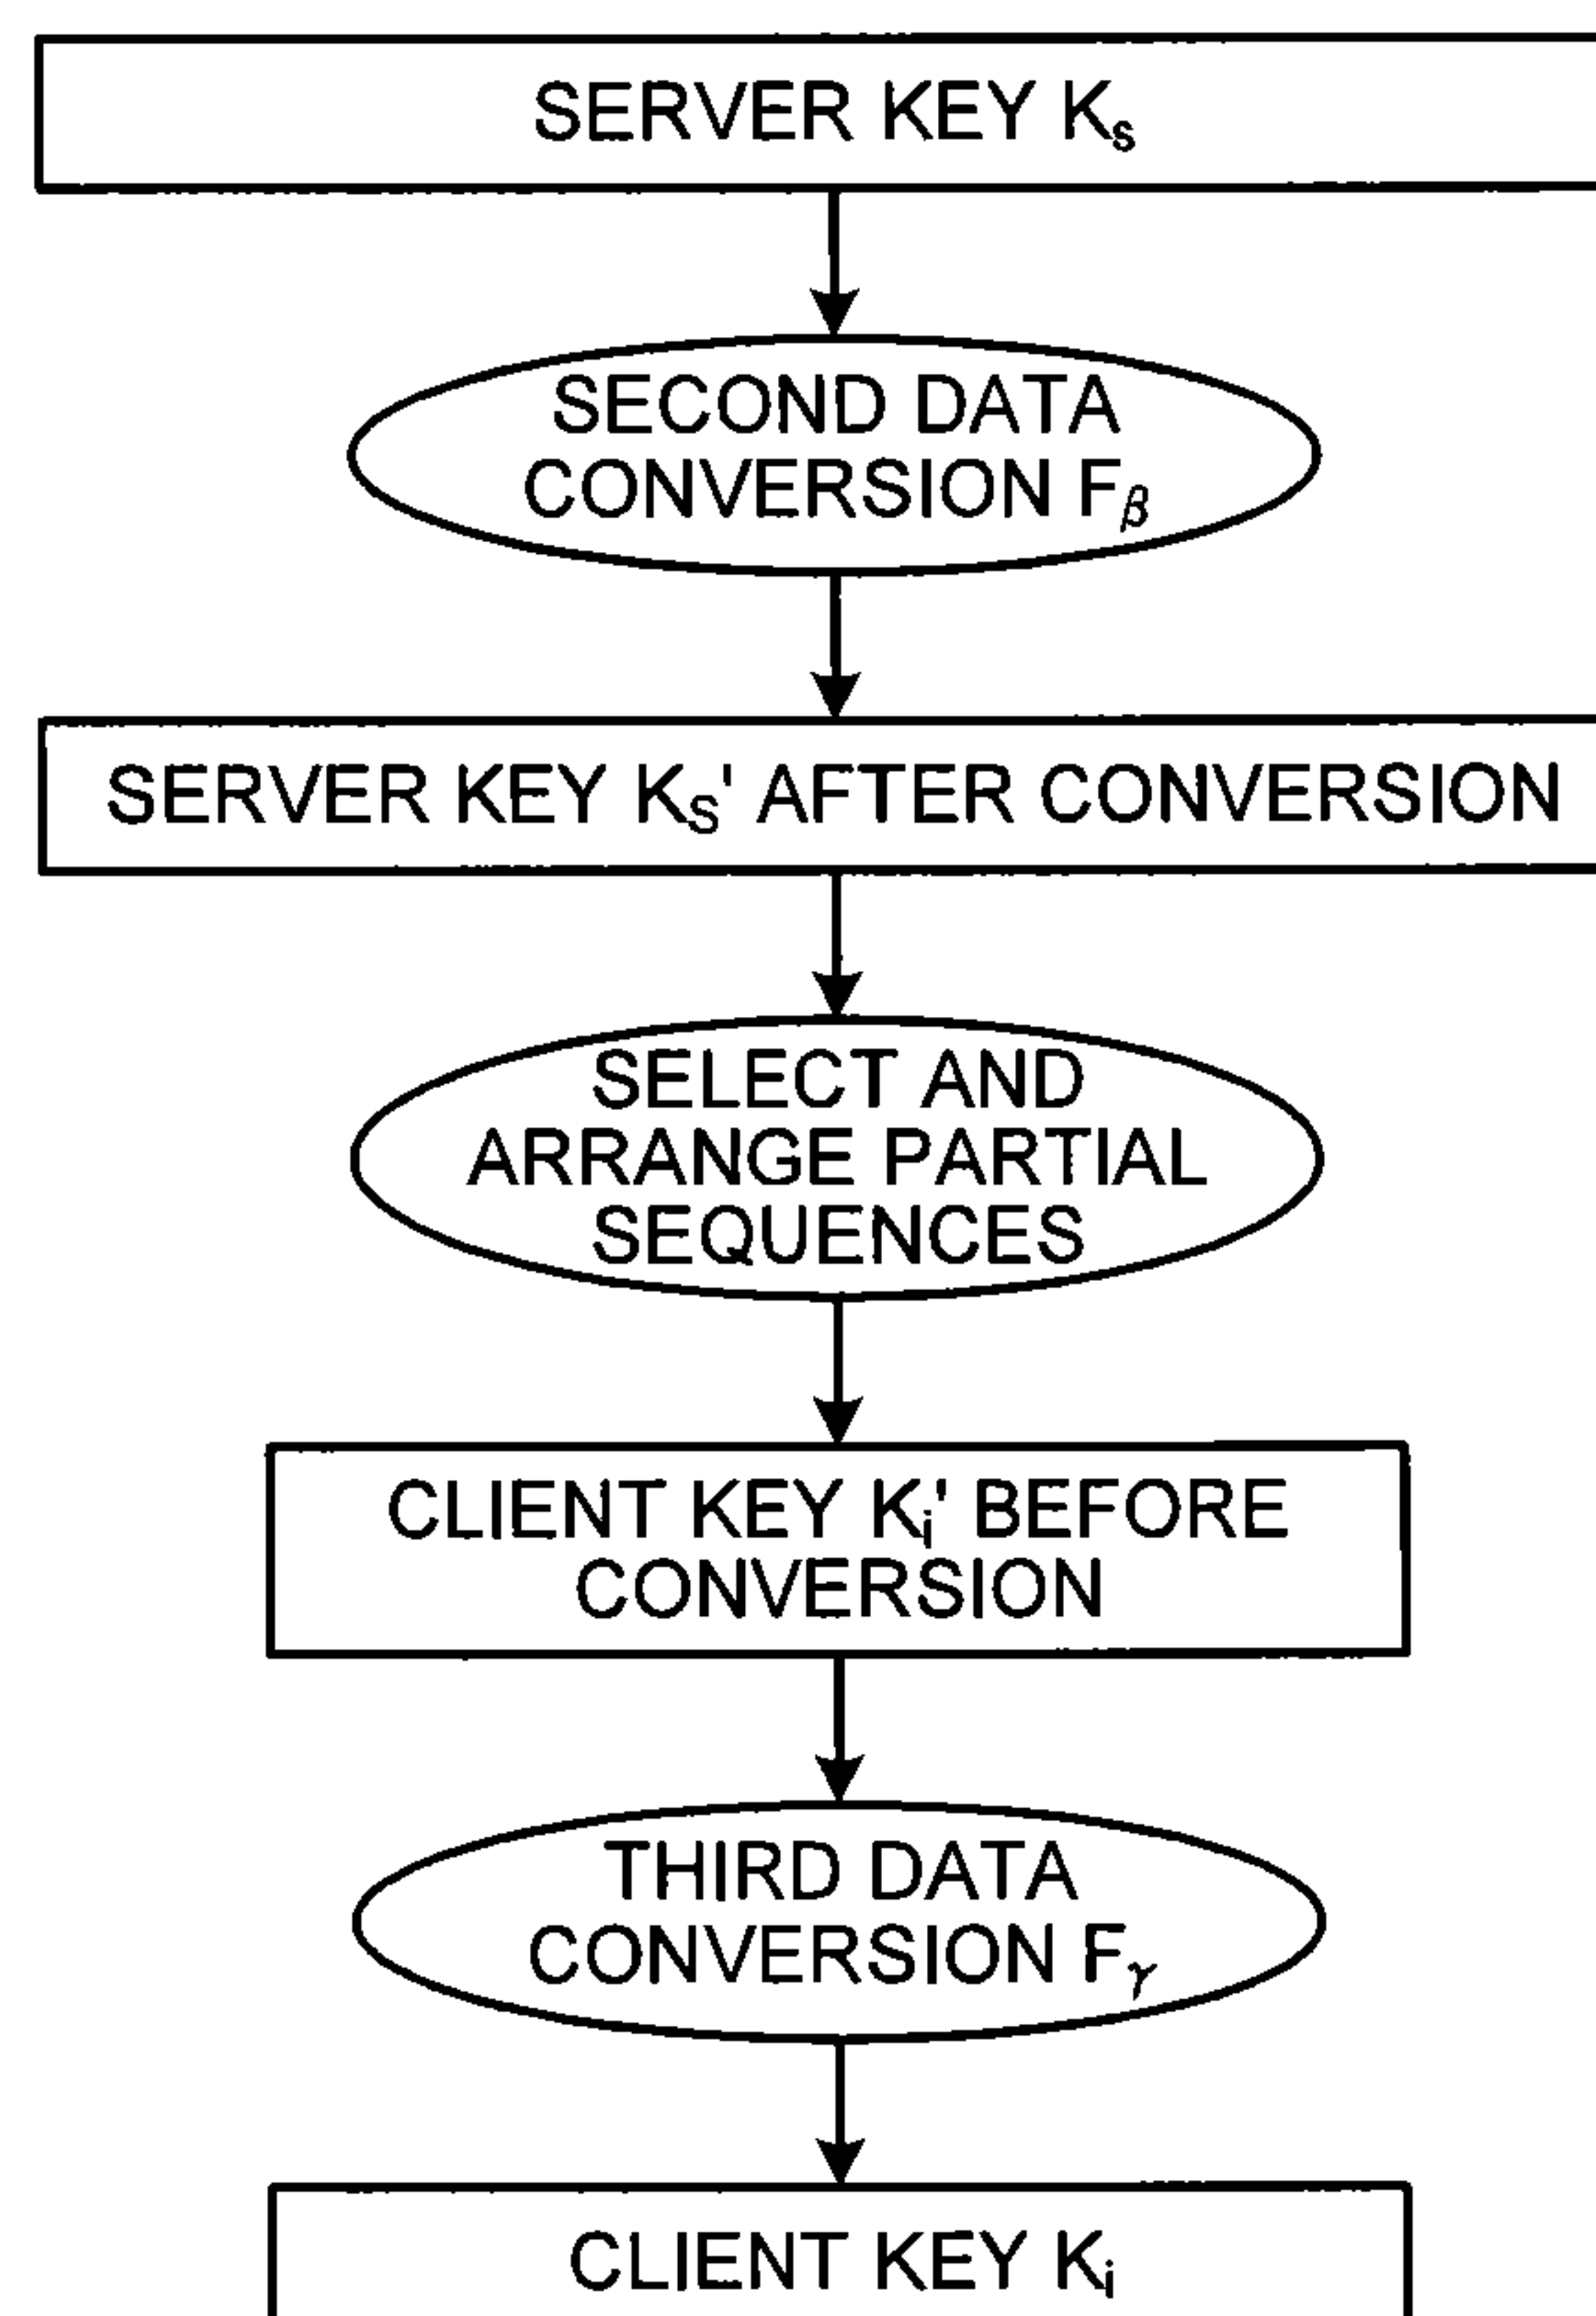 SERVER KEY Ks
SECOND DATA
CONVERSION Fβ
SERVER KEY KS' AFTER CONVERSION
SELECT AND
ARRANGE PARTIAL
SEQUENCES
CLIENT KEY Ki' BEFORE
CONVERSION
THIRD DATA
CONVERSION Fγ
CLIENT KEY Ki